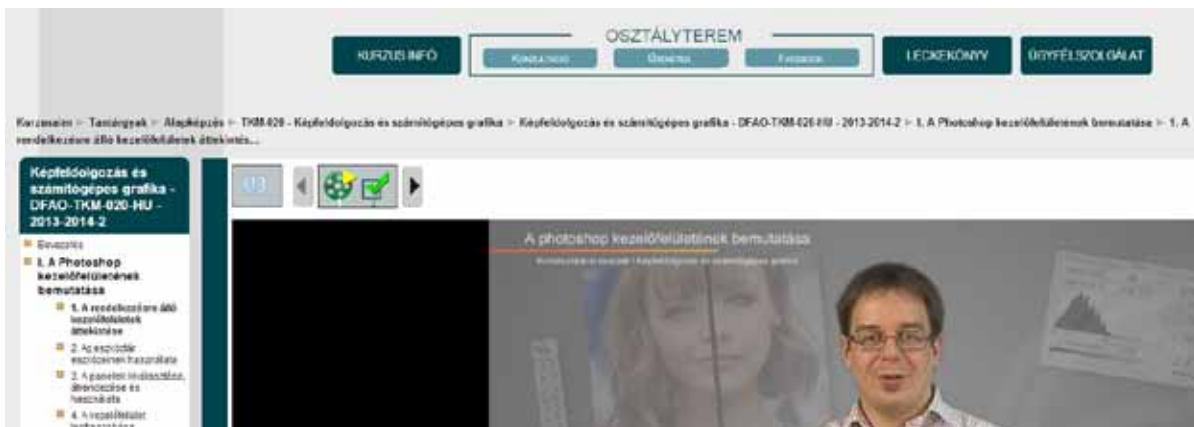 OSZTÁLYTEREM
KURZUS INFÓ
LECKEKÖNYV
ÜGYFÉLSZOLGÁLAT
Kurzusaim ► Tantárgyak ► Alapképzés ► TKM-020 - Képfeldolgozás és számítógépes grafika ► Képfeldolgozás és számítógépes grafika - DFAO-TKM-020-HU - 2013-2014-2 ► I. A Photoshop kezelőfelületének bemutatása ► 1. A
rendelkezésre álló kezelőfelületek áttekintés...
Képfeldolgozás és
számítógépes grafika -
DFAO-TKM-020-HU -
2013-2014-2
Bevezetés
I. A Photoshop
kezelőfelületének
bemutatása
1. A rendelkezésre álló
kezelőfelületek
áttekintése
2. Az eszköztár
eszközeinek használata
3. A panelek kiválasztása,
átrendezése és
használata
4. A kezelőfelület
A photoshop kezelőfelületének bemutatása